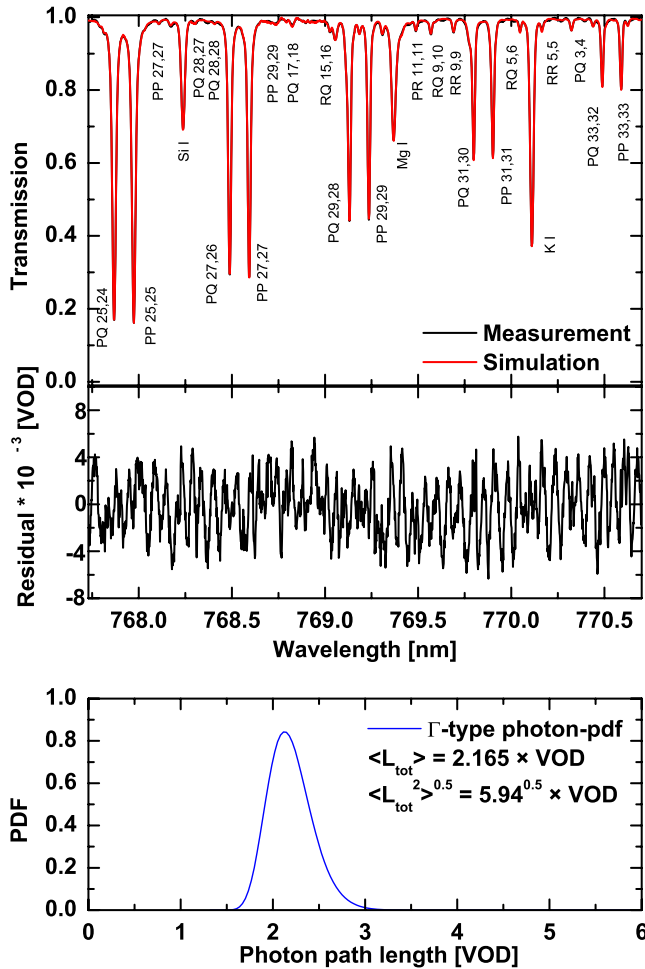 1.0
0.8
0.6
0.4
0.2
0.0
Transmission
PQ 25,24
PP 25,25
PP 27,27
Si I
PQ 28,27
PQ 28,28
PQ 27,26
PP 27,27
PP 29,29
PQ 17,18
RQ 15,16
PQ 29,28
PP 29,29
Mg I
PR 11,11
RQ 9,10
RR 9,9
PQ 31,30
PP 31,31
RQ 5,6
K I
RR 5,5
PQ 3,4
PQ 33,32
PP 33,33
Measurement
Simulation
8
4
0
-4
-8
Residual * 10 -3 [VOD]
768.0 768.5 769.0 769.5 770.0 770.5
Wavelength [nm]
1.0
0.8
0.6
0.4
0.2
0.0
PDF
Γ-type photon-pdf
<Ltot> = 2.165 × VOD
<Ltot2>0.5 = 5.940.5 × VOD
0 1 2 3 4 5 6
Photon path length [VOD]